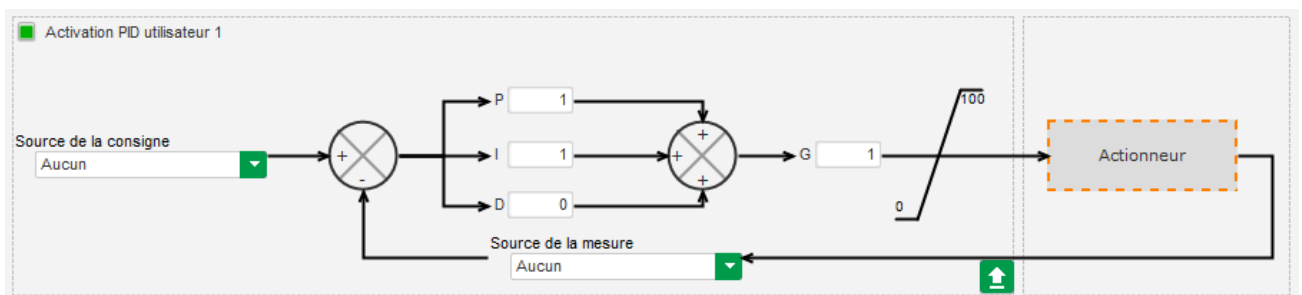 Activation PID utilisateur 1
P 1
100
Source de la consigne
Aucun
+
-
I 1
+
+
+
G 1
Actionneur
D 0
0
Source de la mesure
Aucun